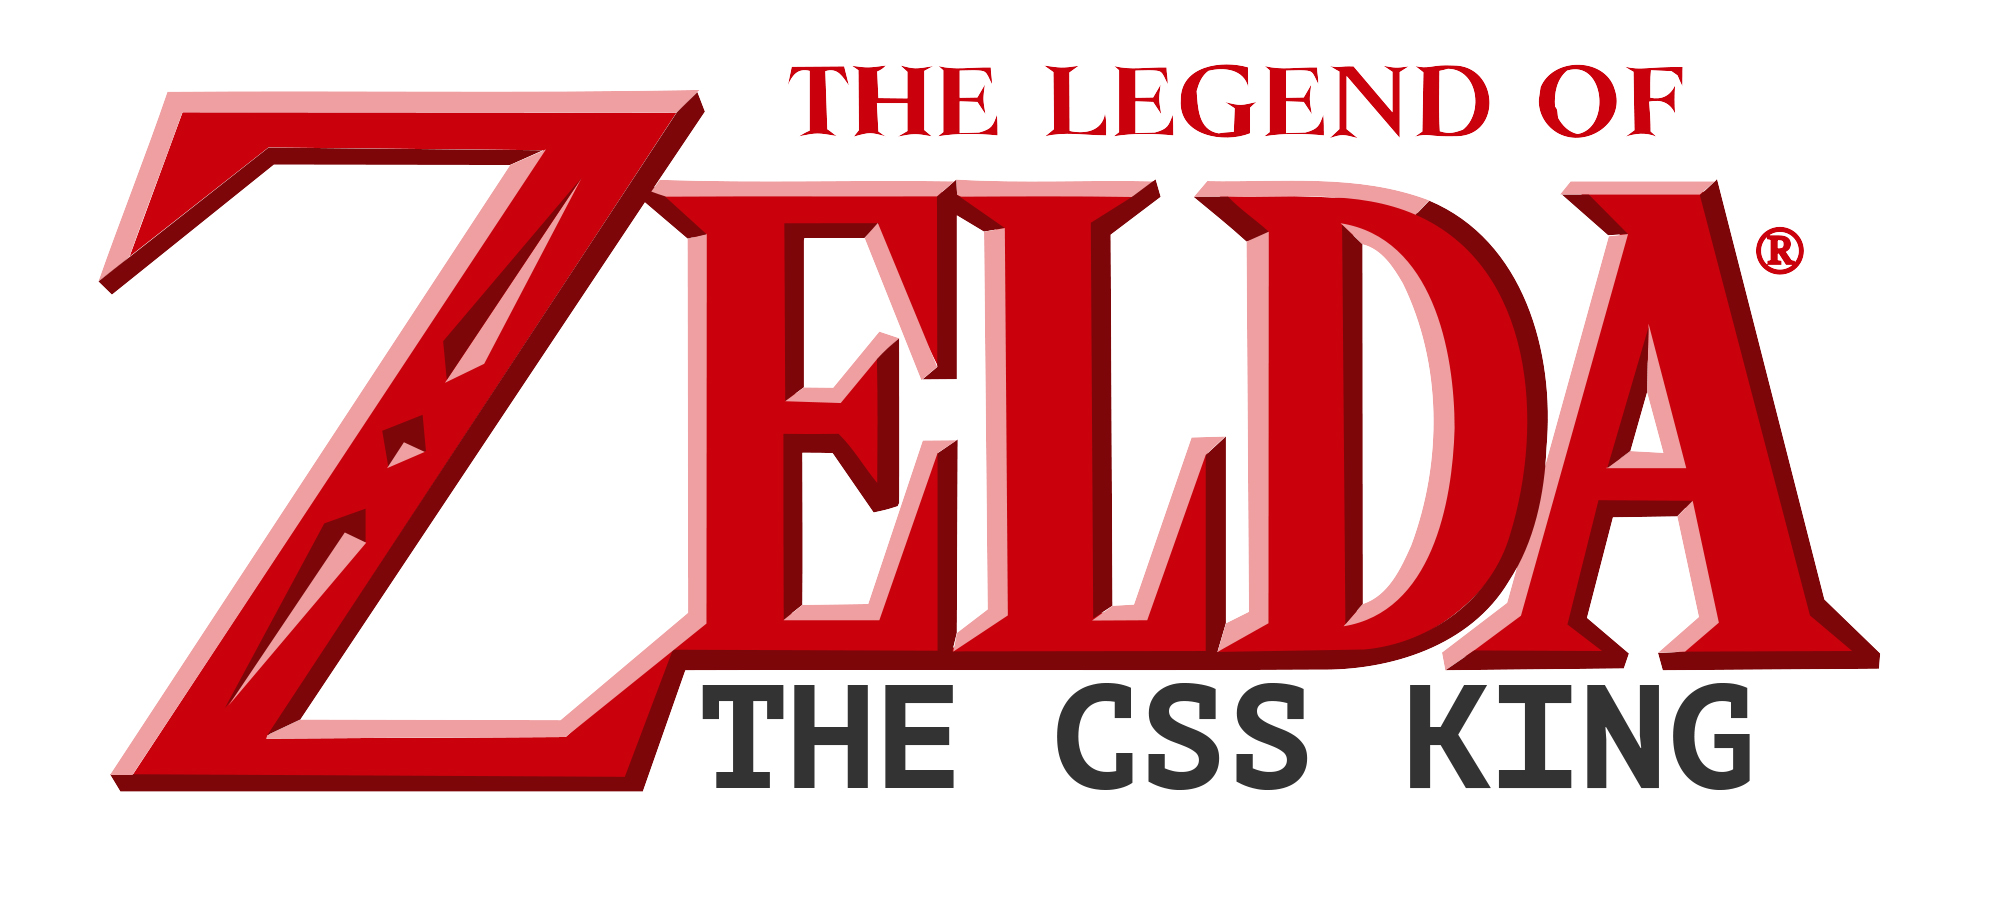 THE LEGEND OF
ZELDA®
THE CSS KING